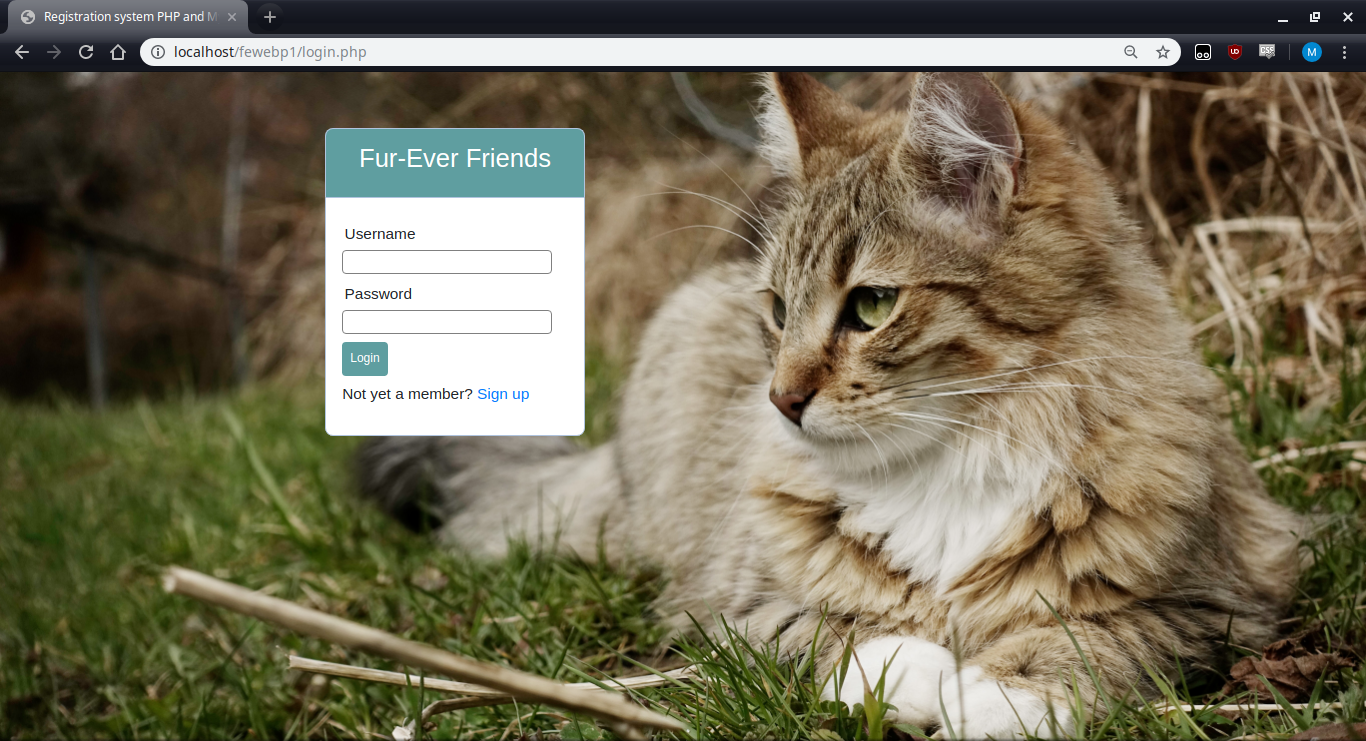 Registration system PHP and M
localhost/fewebp1/login.php
M
Fur-Ever Friends
Username
Password
Login
Not yet a member? Sign up